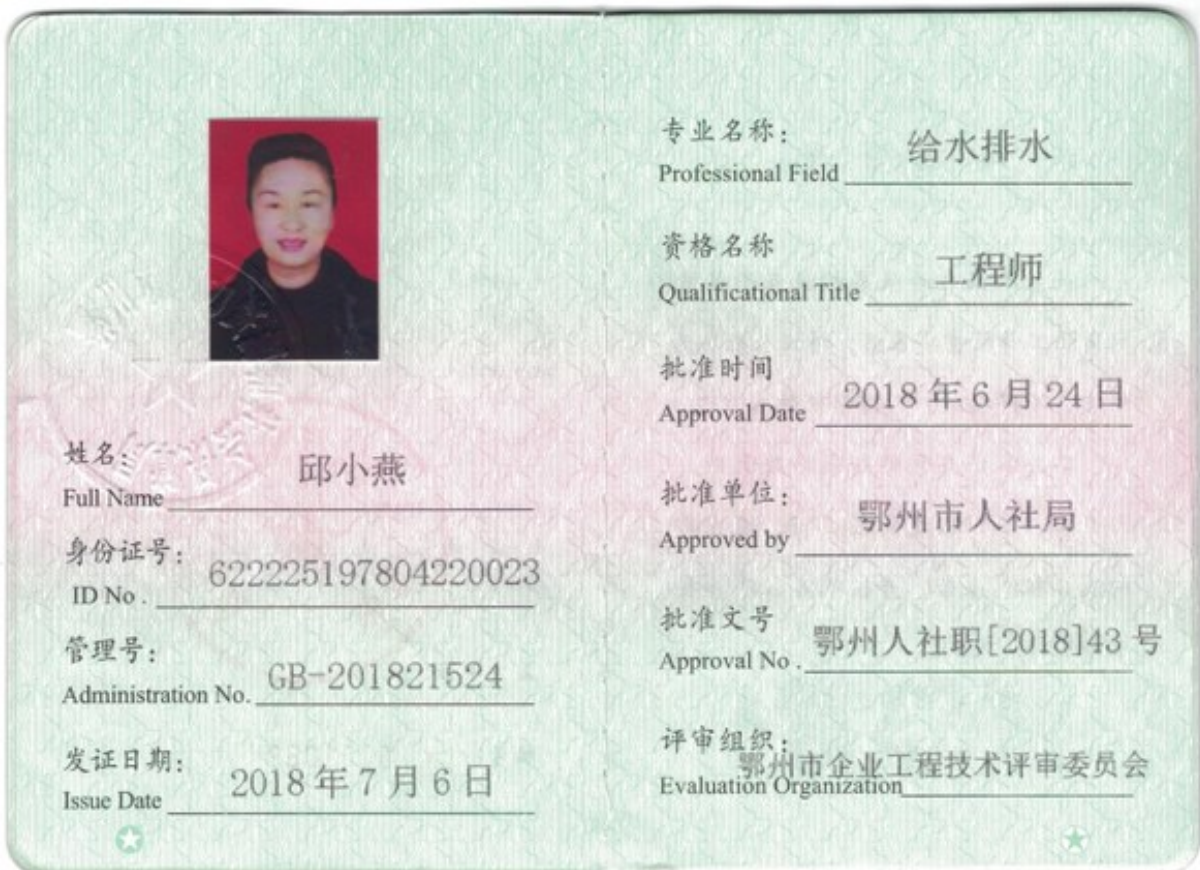 姓名:
邱小燕
Full Name
身份证号:
622225197804220023
ID No .
管理号:
GB-201821524
Administration No.
发证日期:
2018年7月6日
Issue Date
专业名称:
给水排水
Professional Field
资格名称
工程师
Qualificational Title
批准时间
2018年6月24日
Approval Date
批准单位:
鄂州市人社局
Approved by
批准文号
鄂州人社职[2018]43号
Approval No .
评审组织:
鄂州市企业工程技术评审委员会
Evaluation Organization